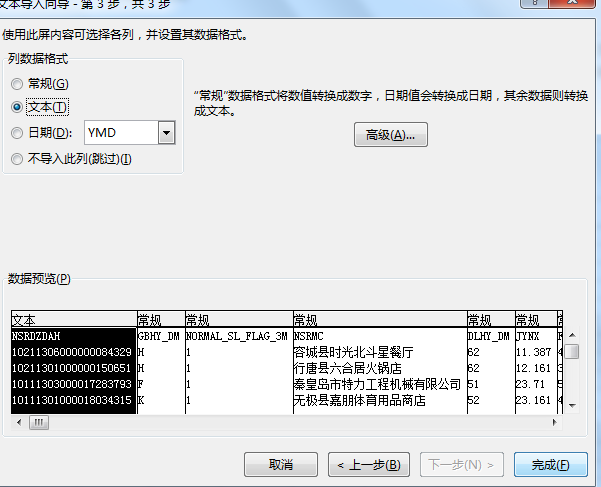 文本导入向导 - 第 3 步，共 3 步
使用此屏内容可选择各列，并设置其数据格式。
列数据格式
常规(G)
文本(T)
日期(D): YMD
不导入此列(跳过)(I)
“常规”数据格式将数值转换成数字，日期值会转换成日期，其余数据则转换
成文本。
高级(A)...
数据预览(P)
文本 常规 常规 常规 常规 常规
NSRDZDAH GBHY_DM NORMAL_SL_FLAG_3M NSRMC DLHY_DM JYNX
10211306000000084329 H 1 容城县时光北斗星餐厅 62 11.387
10213010000000150651 H 1 行唐县六合居火锅店 62 12.161
10111303000017283793 F 1 秦皇岛市特力工程机械有限公司 51 23.71
10111301000018034315 K 1 无极县嘉朋体育用品商店 52 23.161
取消 < 上一步(B) 下一步(N) > 完成(F)